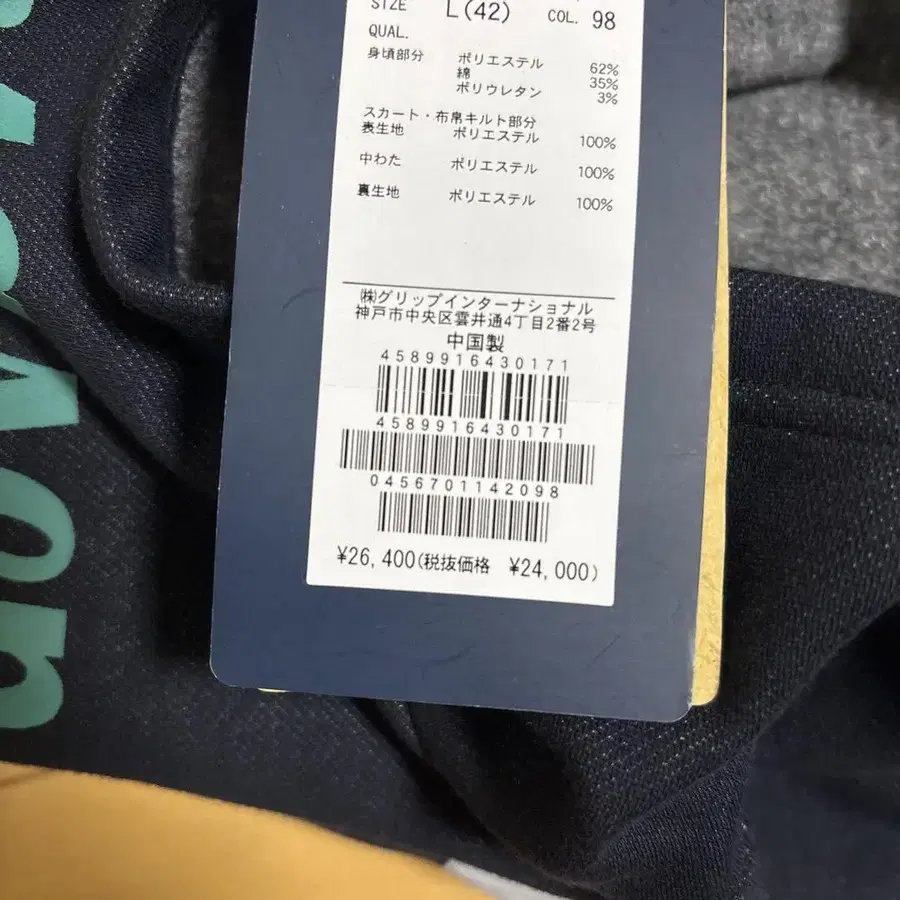 SIZE L(42) COL. 98
QUAL.
身頃部分 ポリエステル 62%
綿 35%
ポリウレタン 3%
スカート・布帛キルト部分
表生地 ポリエステル 100%
中わた ポリエステル 100%
裏生地 ポリエステル 100%
㈱グリップインターナショナル
神戸市中央区雲井通4丁目2番2号
中国製
4589916430171
4589916430171
0456701142098
¥26,400(税抜価格 ¥24,000)